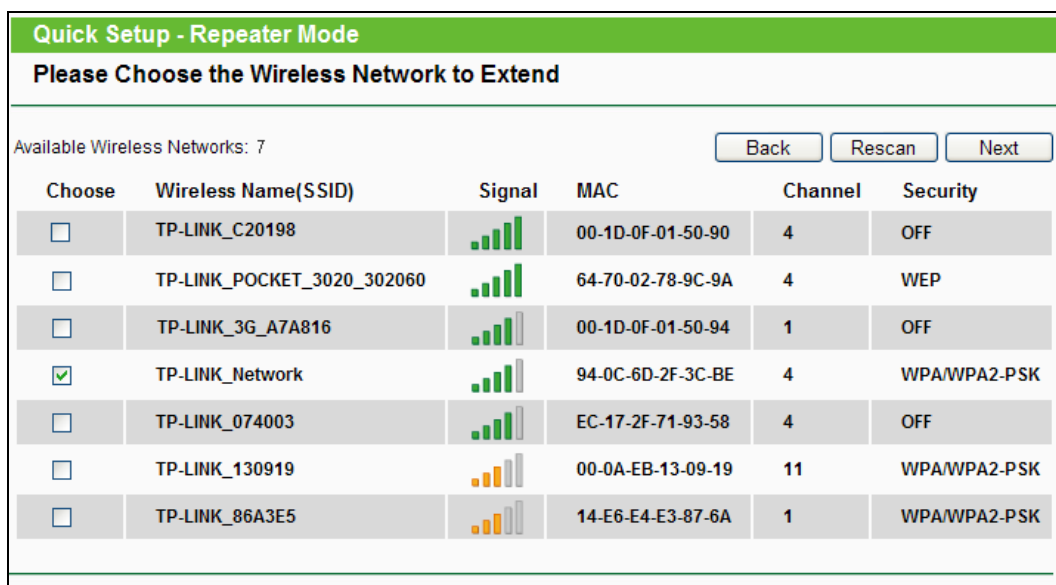 Quick Setup - Repeater Mode
Please Choose the Wireless Network to Extend
Available Wireless Networks: 7 Back Rescan Next
Choose Wireless Name(SSID) Signal MAC Channel Security
TP-LINK_C20198 00-1D-0F-01-50-90 4 OFF
TP-LINK_POCKET_3020_302060 64-70-02-78-9C-9A 4 WEP
TP-LINK_3G_A7A816 00-1D-0F-01-50-94 1 OFF
TP-LINK_Network 94-0C-6D-2F-3C-BE 4 WPA/WPA2-PSK
TP-LINK_074003 EC-17-2F-71-93-58 4 OFF
TP-LINK_130919 00-0A-EB-13-09-19 11 WPA/WPA2-PSK
TP-LINK_86A3E5 14-E6-E4-E3-87-6A 1 WPA/WPA2-PSK